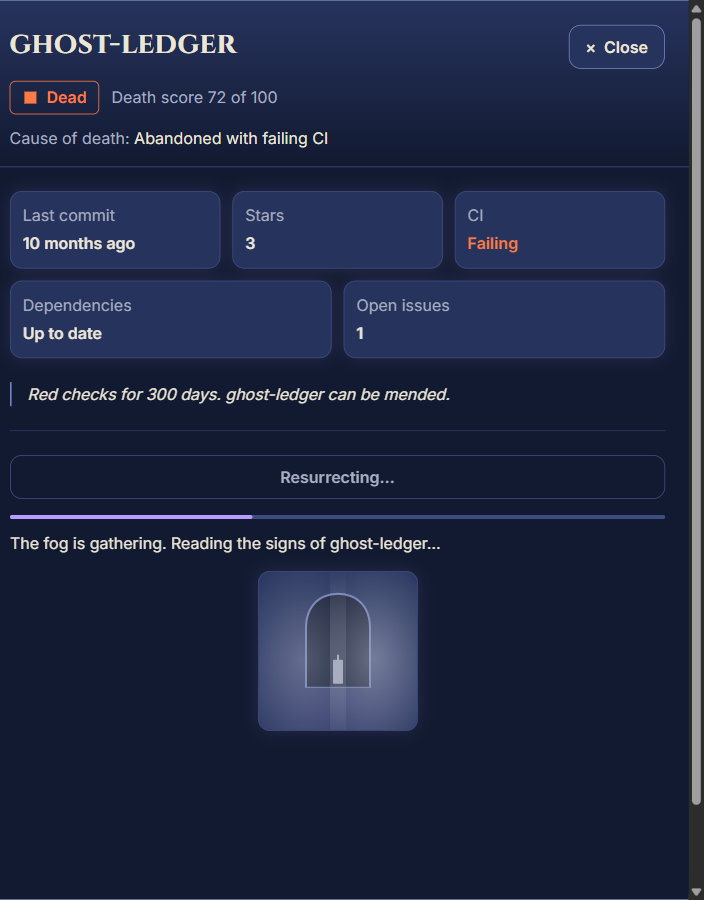 GHOST-LEDGER
× Close
Dead
Death score 72 of 100
Cause of death: Abandoned with failing CI
Last commit
10 months ago
Stars
3
CI
Failing
Dependencies
Up to date
Open issues
1
Red checks for 300 days. ghost-ledger can be mended.
Resurrecting...
The fog is gathering. Reading the signs of ghost-ledger...